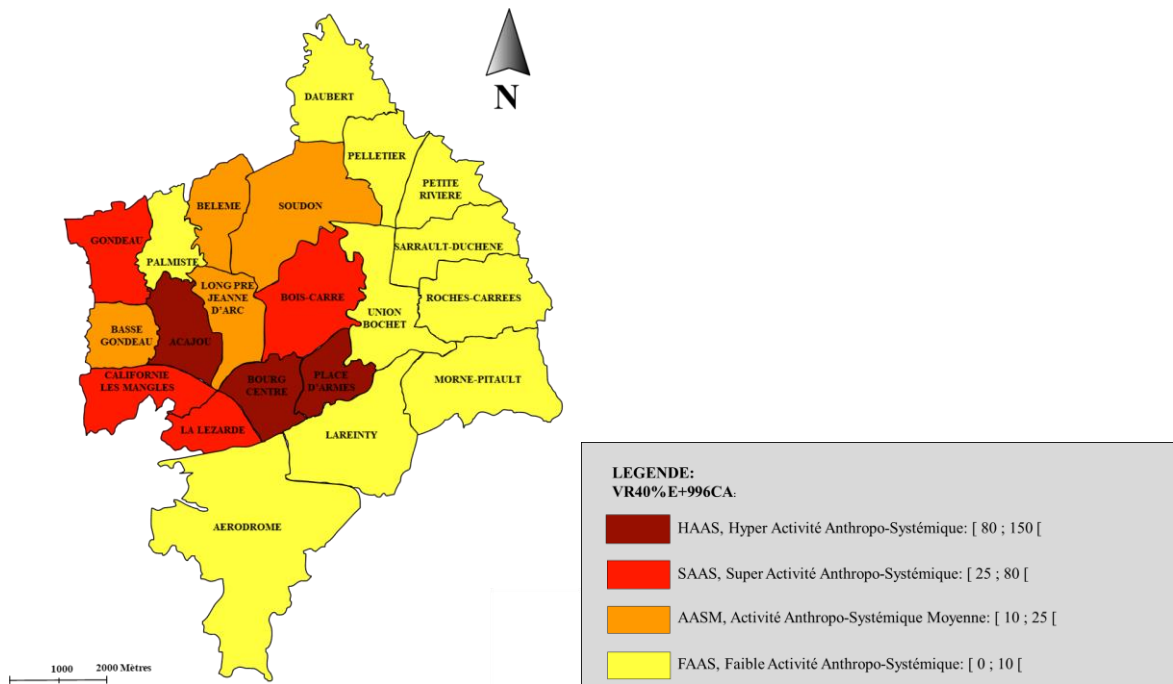 N
DAUBERT
PELLETIER
PETITE
RIVIERE
BELEME
SOUDON
GONDEAU
PALMISTE
SARRAULT-DUCHENE
LONG PRE
JEANNE
D'ARC
BOIS-CARRE
ROCHES-CARREES
UNION
BOCHET
BASSE
GONDEAU
ACAJOU
CALIFORNIE
LES MANGLES
BOURG
CENTRE
PLACE
D'ARMES
MORNE-PITAULT
LA LEZARDE
LAREINTY
AERODROME
1000 2000 Mètres
LEGENDE:
VR40%E+996CA:
HAAS, Hyper Activité Anthropo-Systémique: [ 80 ; 150 [
SAAS, Super Activité Anthropo-Systémique: [ 25 ; 80 [
AASM, Activité Anthropo-Systémique Moyenne: [ 10 ; 25 [
FAAS, Faible Activité Anthropo-Systémique: [ 0 ; 10 [